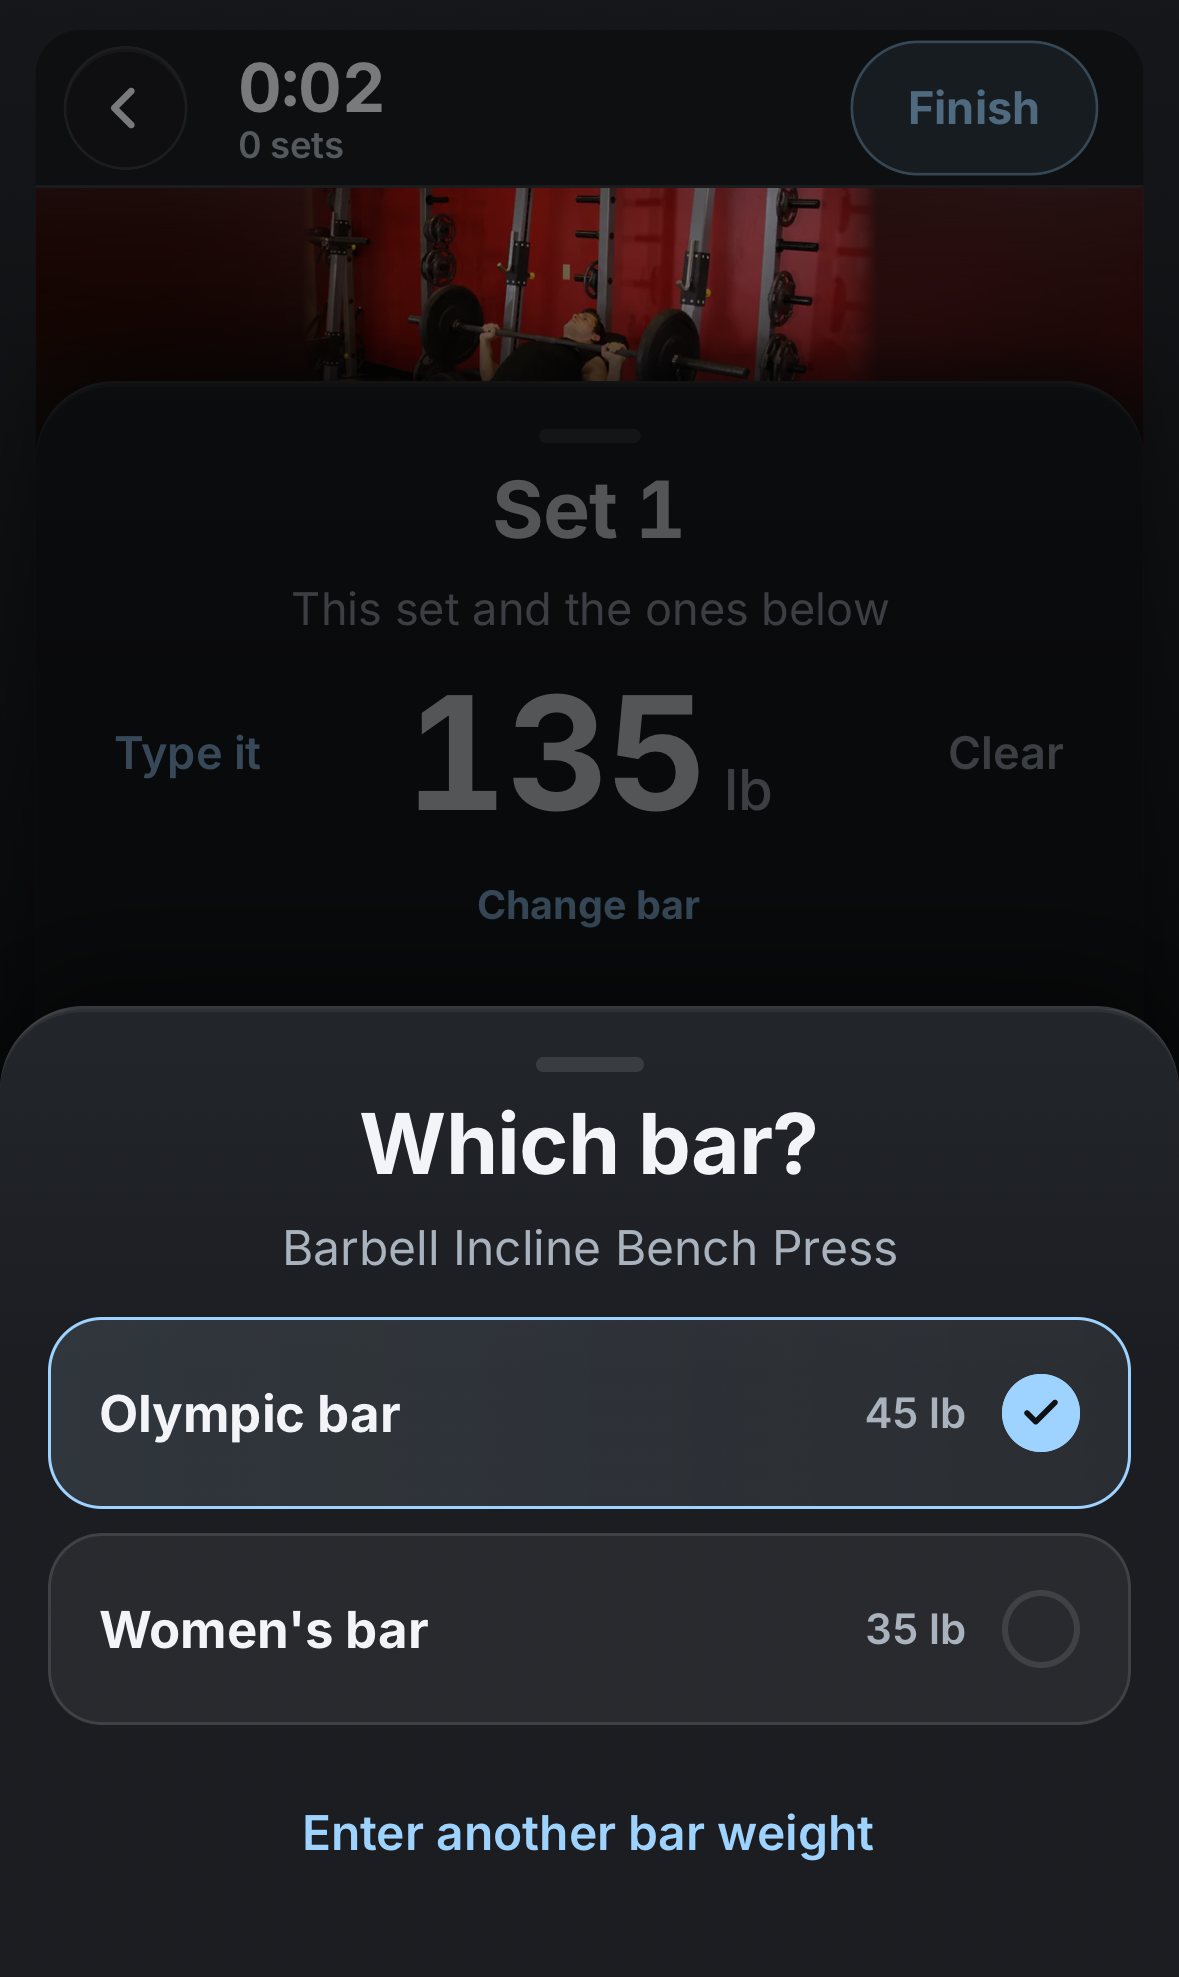 0:02
0 sets
Finish
Set 1
This set and the ones below
Type it
135 lb
Clear
Change bar
Which bar?
Barbell Incline Bench Press
Olympic bar
45 lb
Women's bar
35 lb
Enter another bar weight